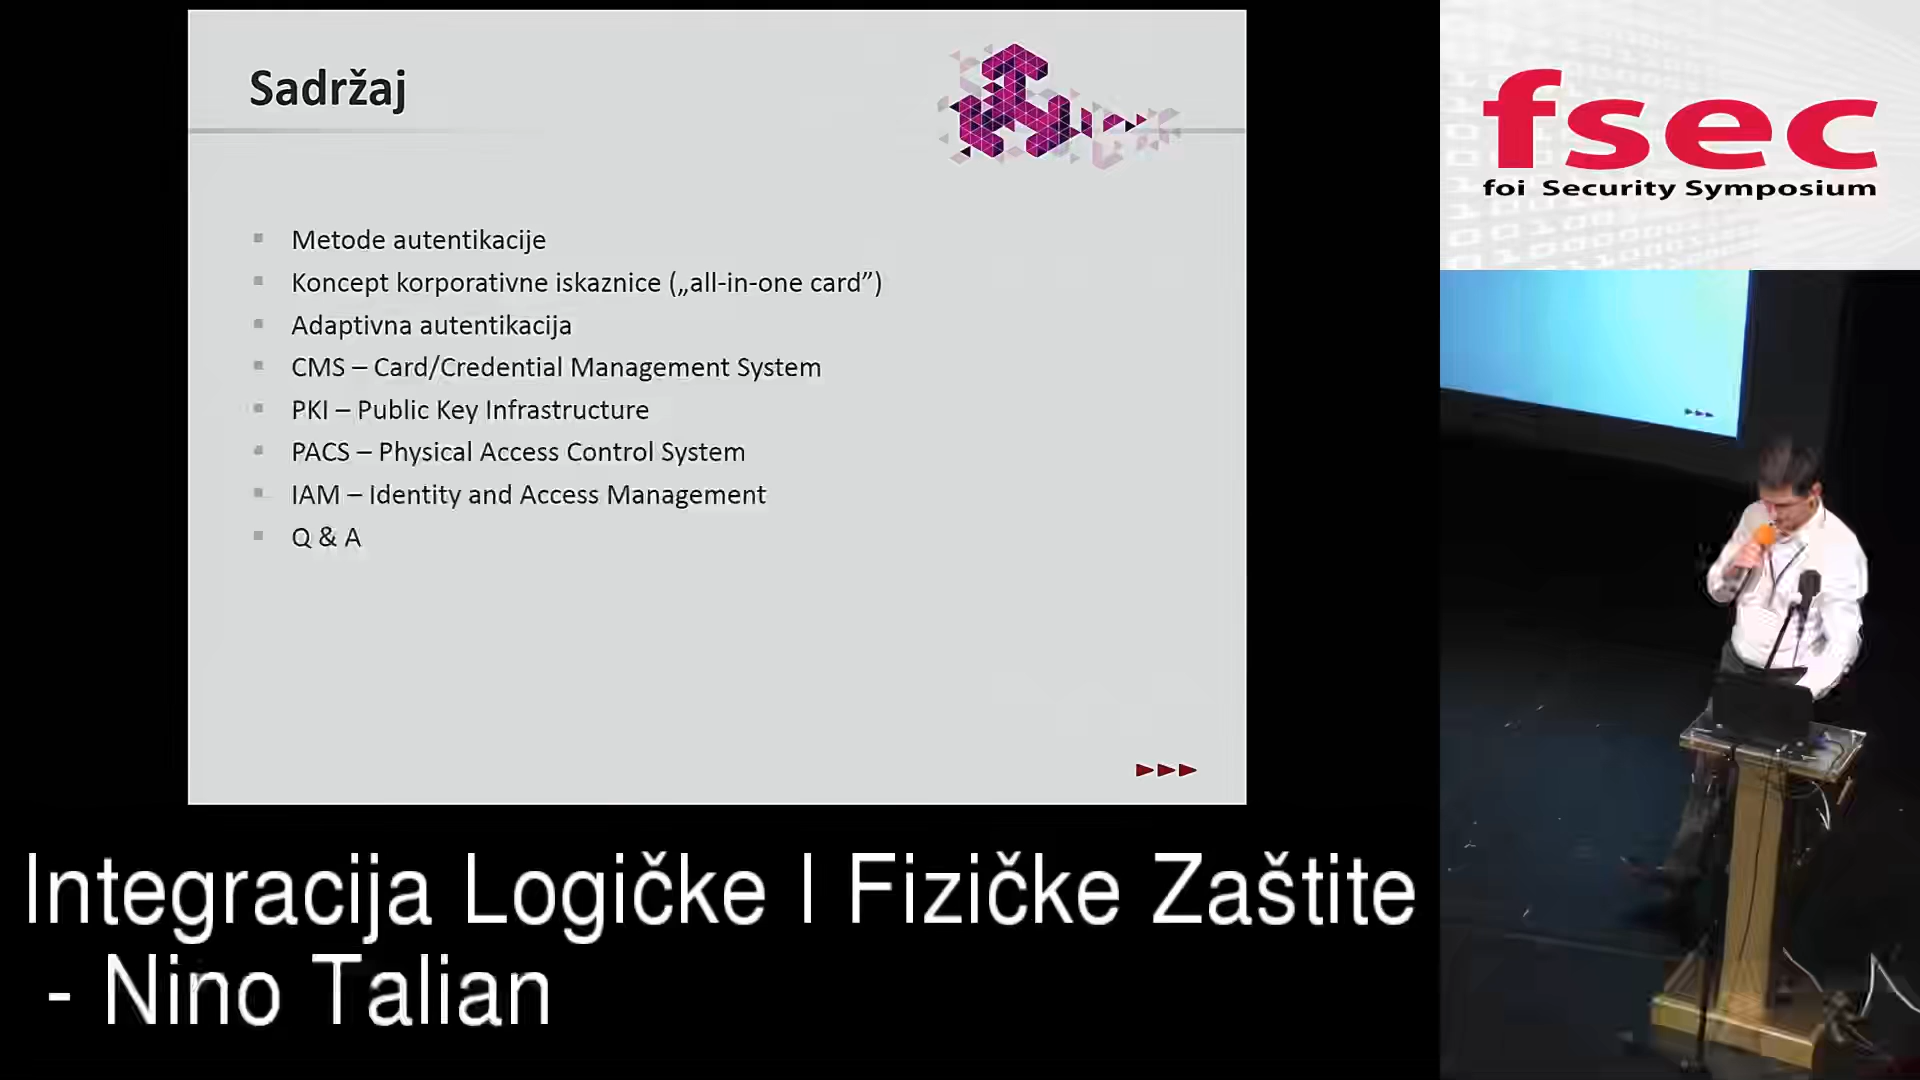 Sadržaj
Metode autentikacije
Koncept korporativne iskaznice („all-in-one card”)
Adaptivna autentikacija
CMS – Card/Credential Management System
PKI – Public Key Infrastructure
PACS – Physical Access Control System
IAM – Identity and Access Management
Q & A
fsec
foi Security Symposium
Integracija Logičke I Fizičke Zaštite
- Nino Talian